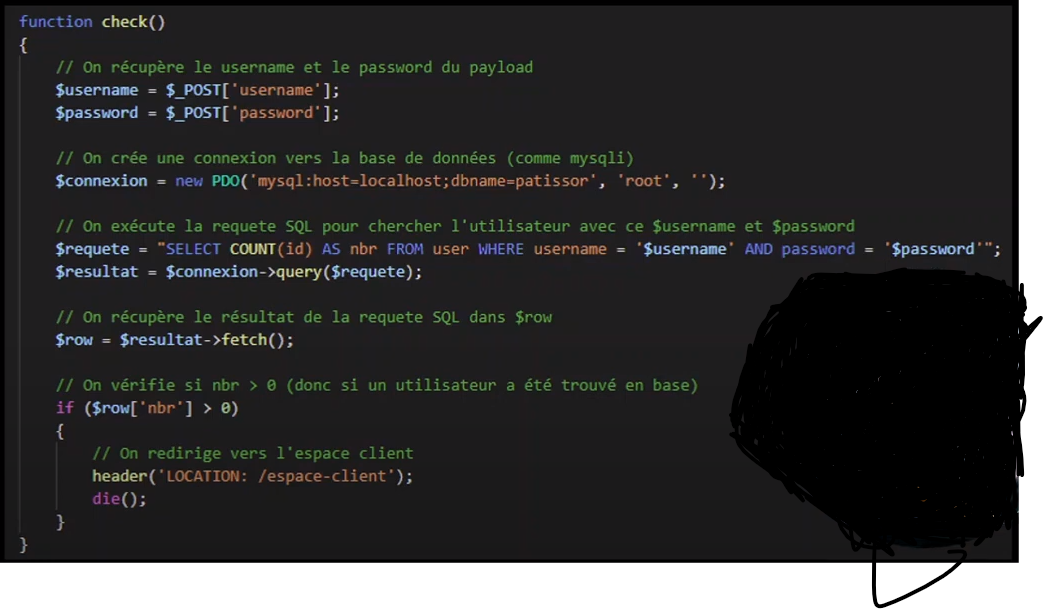 function check()
{
// On récupère le username et le password du payload
$username = $_POST['username'];
$password = $_POST['password'];
// On crée une connexion vers la base de données (comme mysqli)
$connexion = new PDO('mysql:host=localhost;dbname=patissor', 'root', '');
// On exécute la requete SQL pour chercher l'utilisateur avec ce $username et $password
$requete = "SELECT COUNT(id) AS nbr FROM user WHERE username = '$username' AND password = '$password'";
$resultat = $connexion->query($requete);
// On récupère le résultat de la requete SQL dans $row
$row = $resultat->fetch();
// On vérifie si nbr > 0 (donc si un utilisateur a été trouvé en base)
if ($row['nbr'] > 0)
{
// On redirige vers l'espace client
header('LOCATION: /espace-client');
die();
}
}